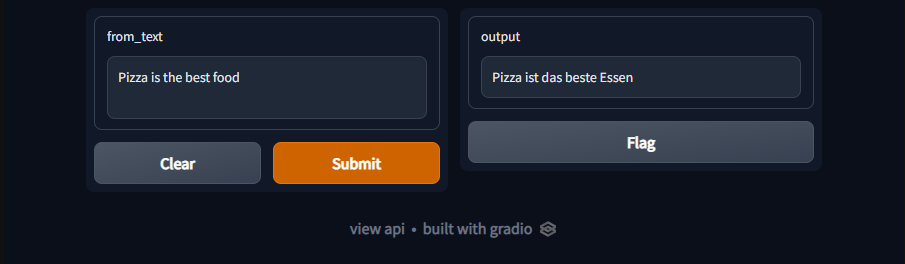 from_text
Pizza is the best food
Clear
Submit
output
Pizza ist das beste Essen
Flag
view api • built with gradio